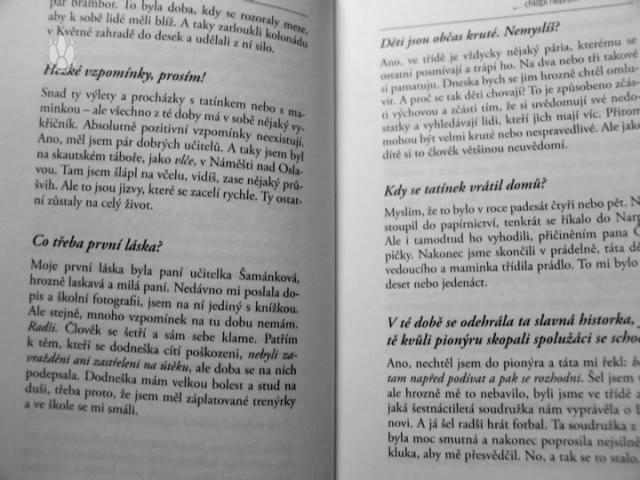 pár brambor. To byla doba, kdy se rozoraly meze,
aby k sobě lidé měli blíž. A taky zatloukli kolonádu
v Květné zahradě do desek a udělali z ní silo.
Hezké vzpomínky, prosím!
Snad ty výlety a procházky s tatínkem nebo s ma-
minkou – ale všechno z té doby má v sobě nějaký vy-
křičník. Absolutně pozitivní vzpomínky neexistují.
Ano, měl jsem pár dobrých učitelů. A taky jsem byl
na skautském táboře, jako vlče, v Náměšti nad Osla-
vou. Tam jsem šlápl na včelu, vidíš, zase nějaký prů-
švih. Ale to jsou jizvy, které se zacelí rychle. Ty ostat-
ní zůstaly na celý život.
Co třeba první láska?
Moje první láska byla paní učitelka Šamánková,
hrozně laskavá a milá paní. Nedávno mi poslala do-
pis a školní fotografii, jsem na ní jediný s knížkou.
Ale stejně, mnoho vzpomínek na tu dobu nemám.
Radši. Člověk se šetří a sám sebe klame. Patřím
k těm, kteří se dodneška cítí poškozeni, nebyli za-
vražděni ani zastřeleni na útěku, ale doba se na nich
podepsala. Dodneška mám velkou bolest a stud na
duši, třeba proto, že jsem měl záplatované trenýrky
a ve škole se mi smáli.
chlapi
Děti jsou občas kruté. Nemyslíš?
Ano, ve třídě je vždycky nějaký pária, kterému se
ostatní posmívají a trápí ho. Na dva nebo tři takové
si pamatuju. Dneska bych se jim hrozně chtěl omlu-
vit. A proč se tak děti chovají? To je způsobeno zčás-
ti výchovou a zčásti tím, že si uvědomují své nedo-
statky a vyhledávají lidi, kteří jich mají víc. Přitom
mohou být velmi kruté nebo nespravedlivé. Ale jako
dítě si to člověk většinou neuvědomí.
Kdy se tatínek vrátil domů?
Myslím, že to bylo v roce padesát čtyři nebo pět. N
stoupil do papírnictví, tenkrát se říkalo do Nar
Ale i tamodtud ho vyhodili, přičiněním pana Č
pičky. Nakonec jsme skončili v prádelně, táta dě
vedoucího a maminka třídila prádlo. To mi bylo
deset nebo jedenáct.
V té době se odehrála ta slavná historka, j
tě kvůli pionýru skopali spolužáci se schod
Ano, nechtěl jsem do pionýra a táta mi řekl: b
tam napřed podívat a pak se rozhodni. Šel jsem
ale hrozně mě to nebavilo, byli jsme ve třídě a
jaká šestnáctiletá soudružka nám vyprávěla o L
novi. A já šel radši hrát fotbal. Ta soudružka z
byla moc smutná a nakonec poprosila nejsilně
kluka, aby mě přesvědčil. No, a tak se to stalo.